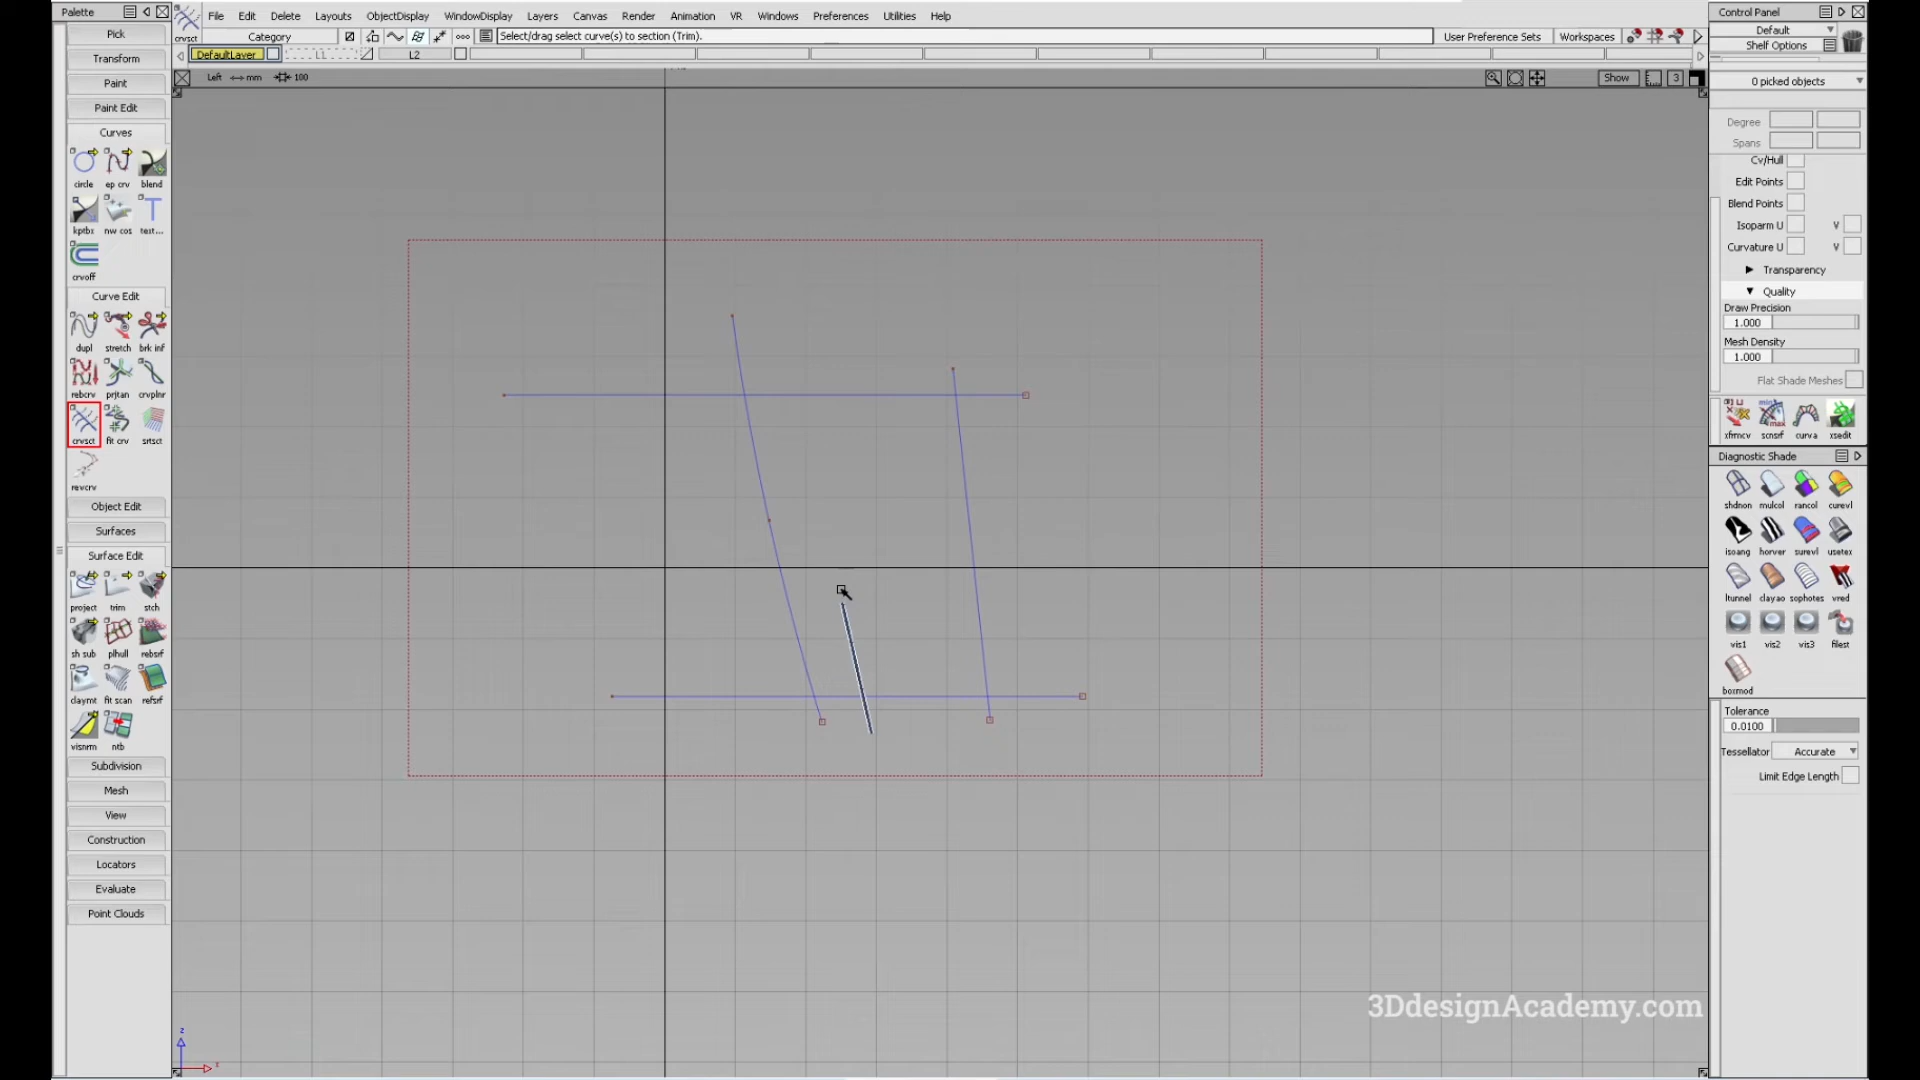 Palette
Pick
Transform
Paint
Paint Edit
Curves
circle ep crv blend
kptbx nw cos text...
crvoff
Curve Edit
dupl stretch brk inf
rebcrv prjtan crvplnr
crvsct fit crv srtsct
revcrv
Object Edit
Surfaces
Surface Edit
project trim stch
sh sub plhull rebsrf
claymt fit scan refsrf
visnrm ntb
Subdivision
Mesh
View
Construction
Locators
Evaluate
Point Clouds
File Edit Delete Layouts ObjectDisplay WindowDisplay Layers Canvas Render Animation VR Windows Preferences Utilities Help
crvsct
Category
Select/drag select curve(s) to section (Trim).
User Preference Sets Workspaces
DefaultLayer L1 L2
Left mm 100
Show 3
z
3DdesignAcademy.com
Control Panel
Default
Shelf Options
0 picked objects
Degree
Spans
Cv/Hull
Edit Points
Blend Points
Isoparm U V
Curvature U V
Transparency
Quality
Draw Precision
1.000
Mesh Density
1.000
Flat Shade Meshes
xfrmcv scnsrf curva xsedit
Diagnostic Shade
shdnon mulcol rancol curevl
isoang horver surevl usetex
ltunnel clayao sophotes vred
vis1 vis2 vis3 filest
boxmod
Tolerance
0.0100
Tessellator Accurate
Limit Edge Length